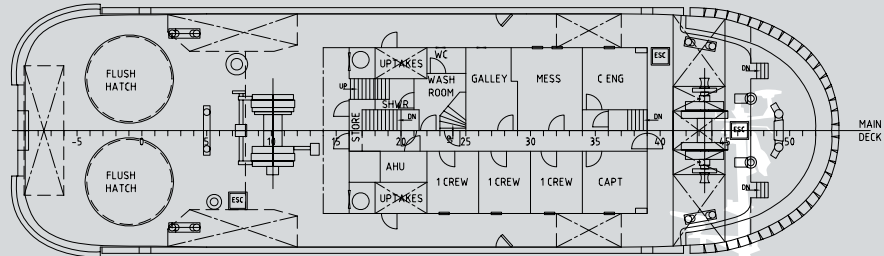 FLUSH
HATCH
FLUSH
HATCH
ESC
UP
STORE
UPTAKES
WC
WASH
ROOM
SHWR
DN
GALLEY
MESS
C ENG
ESC
DN
AHU
UPTAKES
1 CREW
1 CREW
1 CREW
CAPT
-5
0
5
10
15
20
25
30
35
40
50
DN
ESC
DN
MAIN
DECK